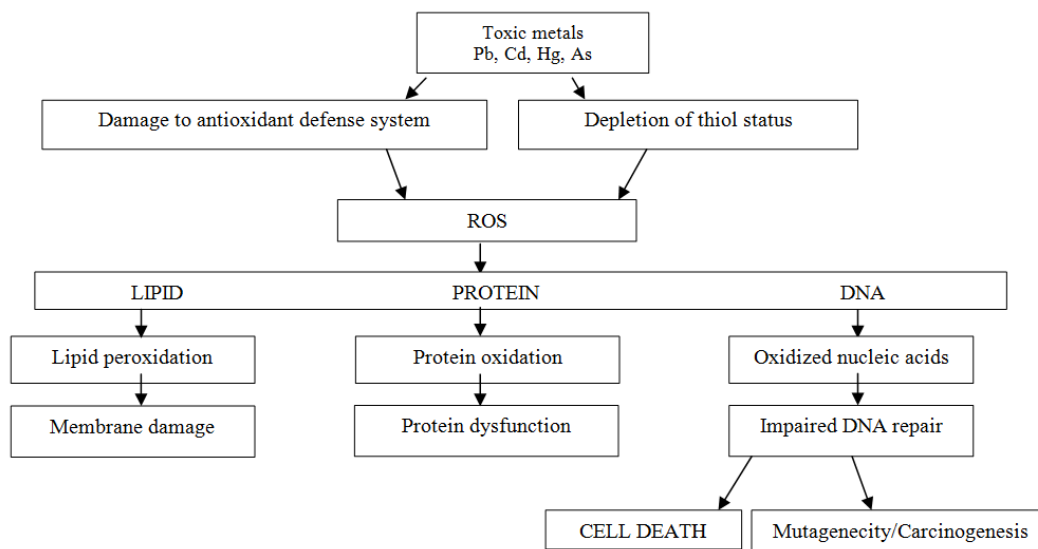 Toxic metals
Pb, Cd, Hg, As
Damage to antioxidant defense system
Depletion of thiol status
ROS
LIPID
PROTEIN
DNA
Lipid peroxidation
Protein oxidation
Oxidized nucleic acids
Membrane damage
Protein dysfunction
Impaired DNA repair
CELL DEATH
Mutagenecity/Carcinogenesis